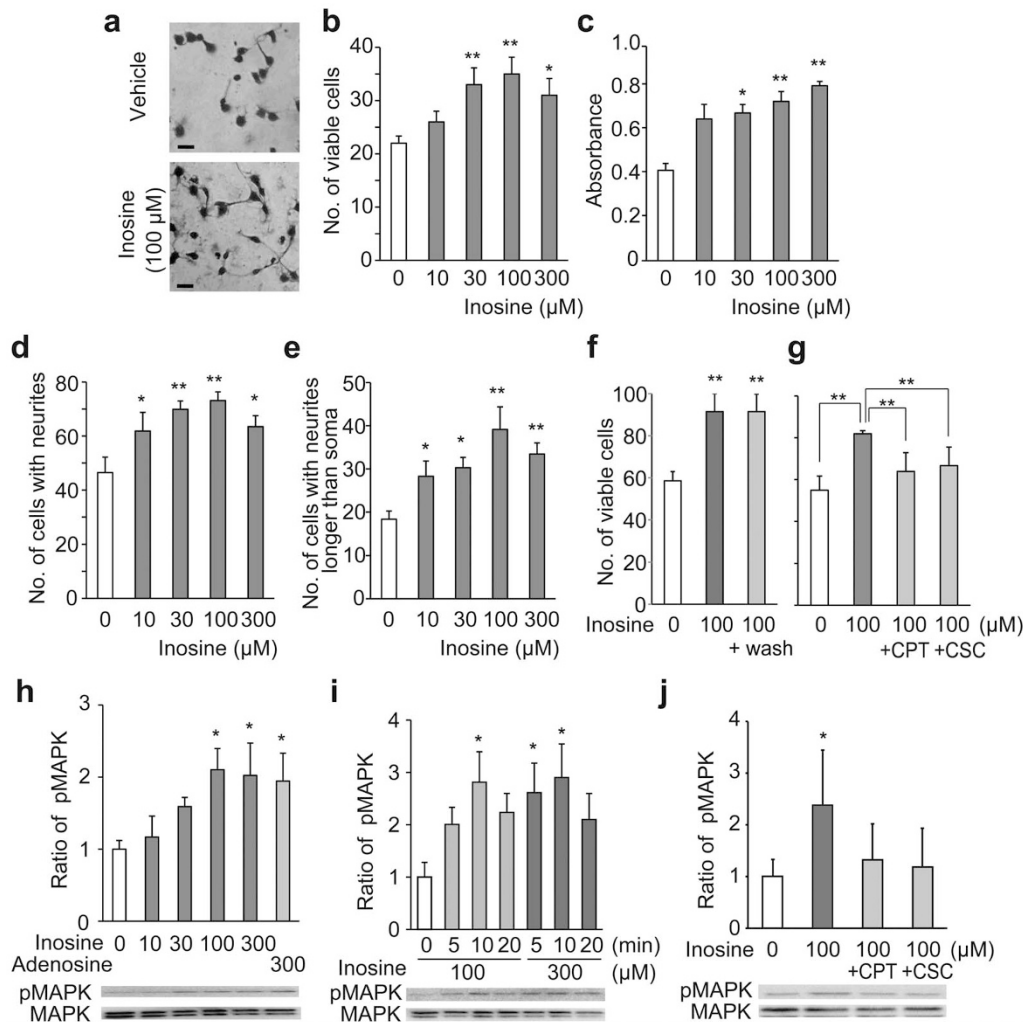 a
Vehicle
Inosine
(100 µM)
b
No. of viable cells
40
30
20
10
0
** ** *
0 10 30 100 300
Inosine (µM)
c
Absorbance
1.0
0.8
0.6
0.4
0.2
0
* ** **
0 10 30 100 300
Inosine (µM)
d
No. of cells with neurites
80
60
40
20
0
* ** ** *
0 10 30 100 300
Inosine (µM)
e
No. of cells with neurites
longer than soma
50
40
30
20
10
0
* * ** **
0 10 30 100 300
Inosine (µM)
f
No. of viable cells
100
80
60
40
20
0
** **
Inosine 0 100 100
+ wash
g
**
** **
0 100 100 100 (µM)
+CPT +CSC
h
Ratio of pMAPK
3
2
1
0
* * *
Inosine 0 10 30 100 300
Adenosine 300
pMAPK
MAPK
i
Ratio of pMAPK
4
3
2
1
0
* * *
0 5 10 20 5 10 20 (min)
Inosine 100 300 (µM)
pMAPK
MAPK
j
Ratio of pMAPK
4
3
2
1
0
*
Inosine 0 100 100 100 (µM)
+CPT +CSC
pMAPK
MAPK